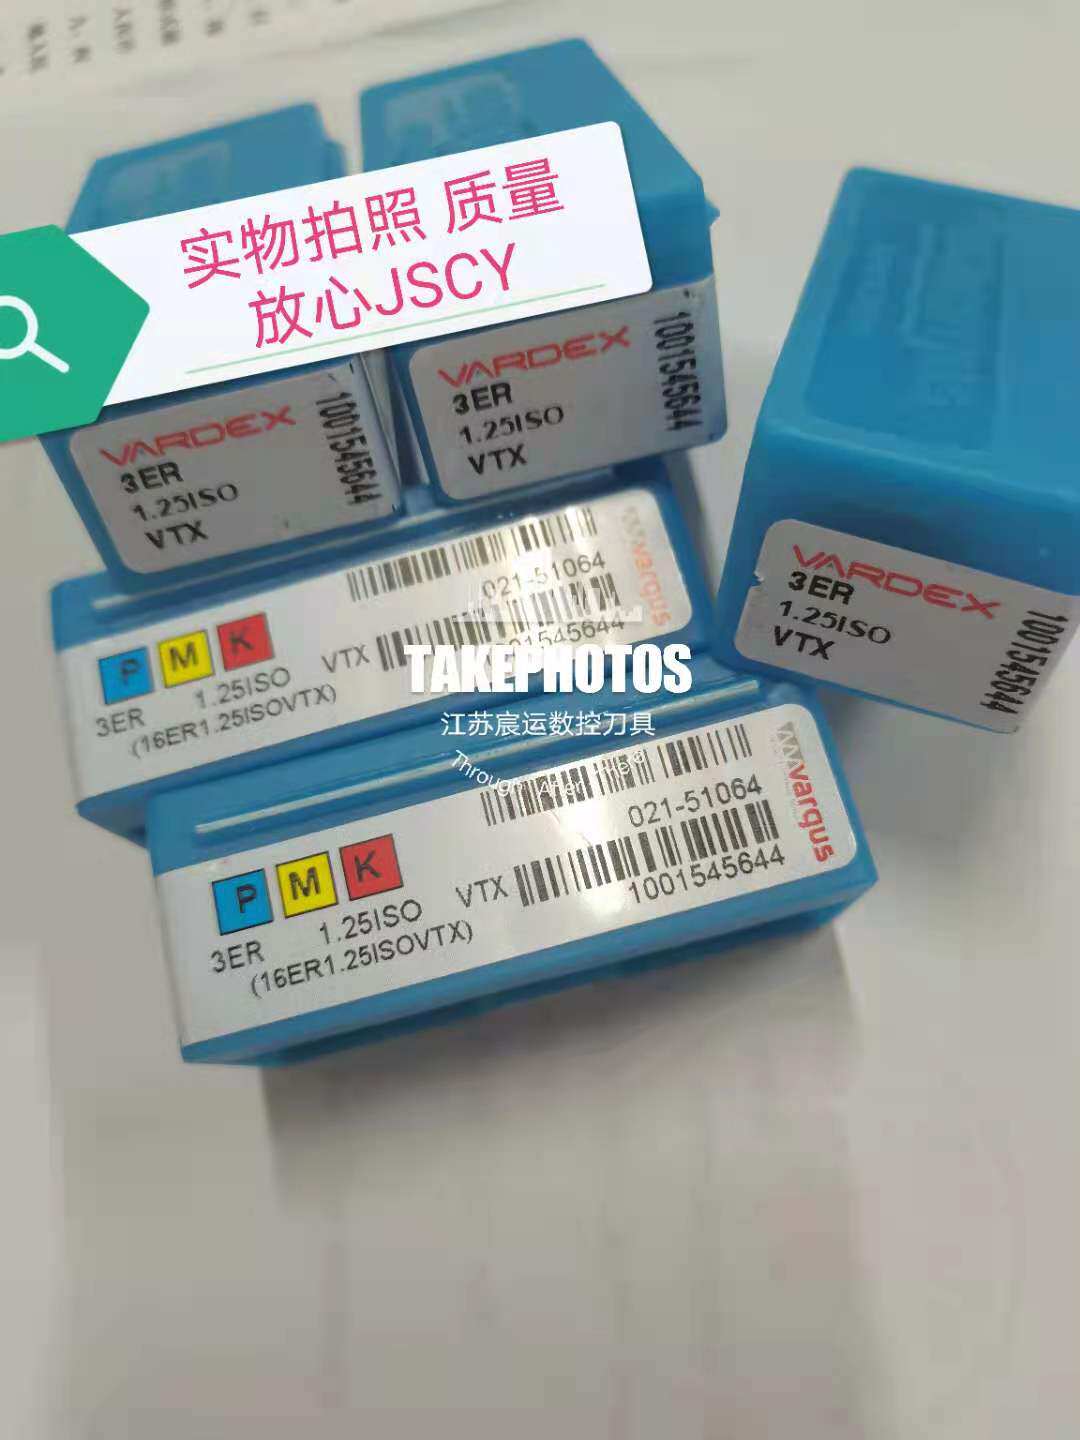 实物拍照 质量
放心JSCY
VARDEX
3ER
1.25ISO
VTX
1001545644
VARDEX
3ER
1.25ISO
VTX
1001545644
VARDEX
3ER
1.25ISO
VTX
1001545644
021-51064
vargus
P M K
3ER 1.25ISO VTX
1001545644
(16ER1.25ISOVTX)
TAKEPHOTOS
江苏宸运数控刀具
Through
021-51064
vargus
P M K
3ER 1.25ISO VTX
1001545644
(16ER1.25ISOVTX)